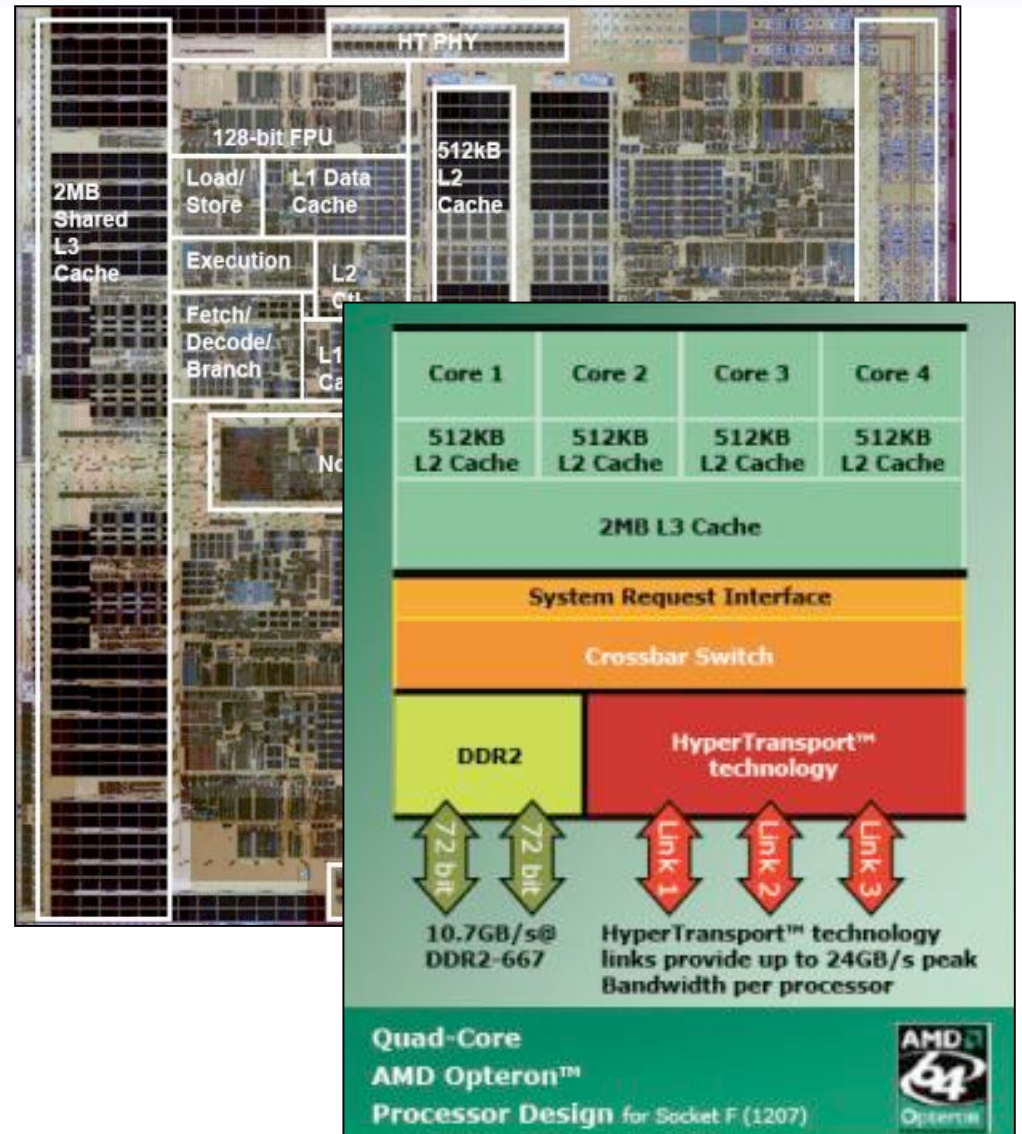 HT PHY
128-bit FPU
Load/
Store
L1 Data
Cache
512kB
L2
Cache
2MB
Shared
L3
Cache
Execution
L2
Fetch/
Decode/
Branch
L1
Core 1
Core 2
Core 3
Core 4
512KB
L2 Cache
512KB
L2 Cache
512KB
L2 Cache
512KB
L2 Cache
2MB L3 Cache
System Request Interface
Crossbar Switch
DDR2
HyperTransport™
technology
72 bit
72 bit
Link 1
Link 2
Link 3
10.7GB/s@
DDR2-667
HyperTransport™ technology
links provide up to 24GB/s peak
Bandwidth per processor
Quad-Core
AMD Opteron™
Processor Design for Socket F (1207)
AMD
64
Opteron